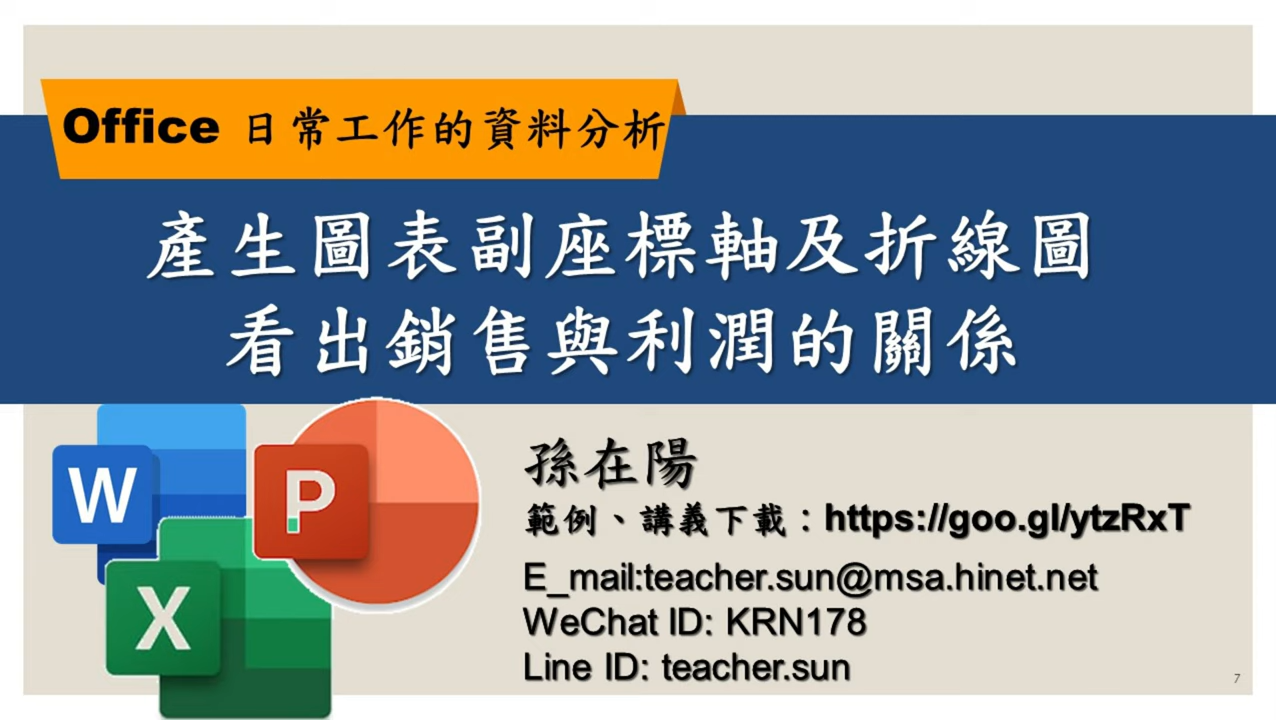 Office 日常工作的資料分析
產生圖表副座標軸及折線圖
看出銷售與利潤的關係
孫在陽
範例、講義下載：https://goo.gl/ytzRxT
E_mail:teacher.sun@msa.hinet.net
WeChat ID: KRN178
Line ID: teacher.sun
W
P
X
7